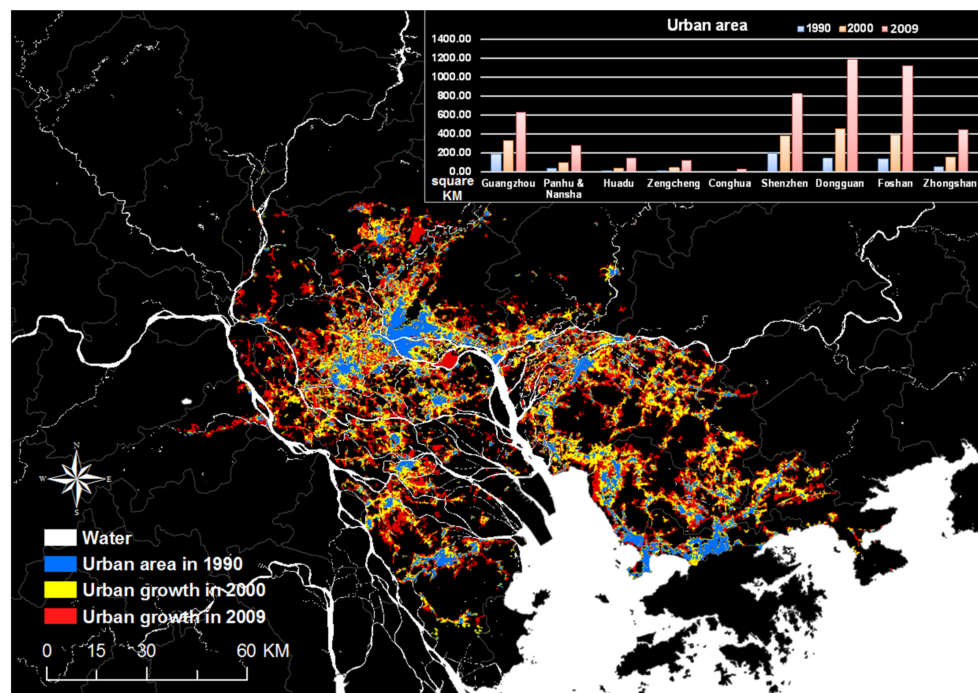 Urban area
1990 2000 2009
1400.00
1200.00
1000.00
800.00
600.00
400.00
200.00
0.00
square
KM
Guangzhou Panhu & Nansha Huadu Zengcheng Conghua Shenzhen Dongguan Foshan Zhongshan
N
W E
S
Water
Urban area in 1990
Urban growth in 2000
Urban growth in 2009
0 15 30 60 KM